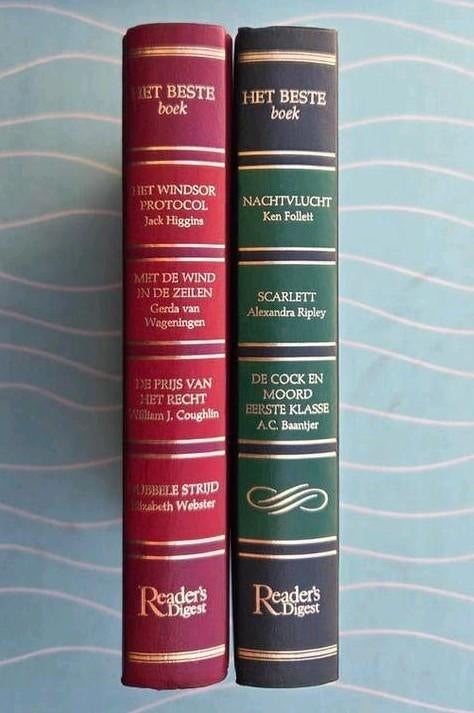 HET BESTE
boek
HET WINDSOR
PROTOCOL
Jack Higgins
MET DE WIND
IN DE ZEILEN
Gerda van
Wageningen
DE PRIJS VAN
HET RECHT
William J. Coughlin
DUBBELE STRIJD
Elizabeth Webster
Reader's
Digest
HET BESTE
boek
NACHTVLUCHT
Ken Follett
SCARLETT
Alexandra Ripley
DE COCK EN
MOORD
EERSTE KLASSE
A.C. Baantjer
Reader's
Digest